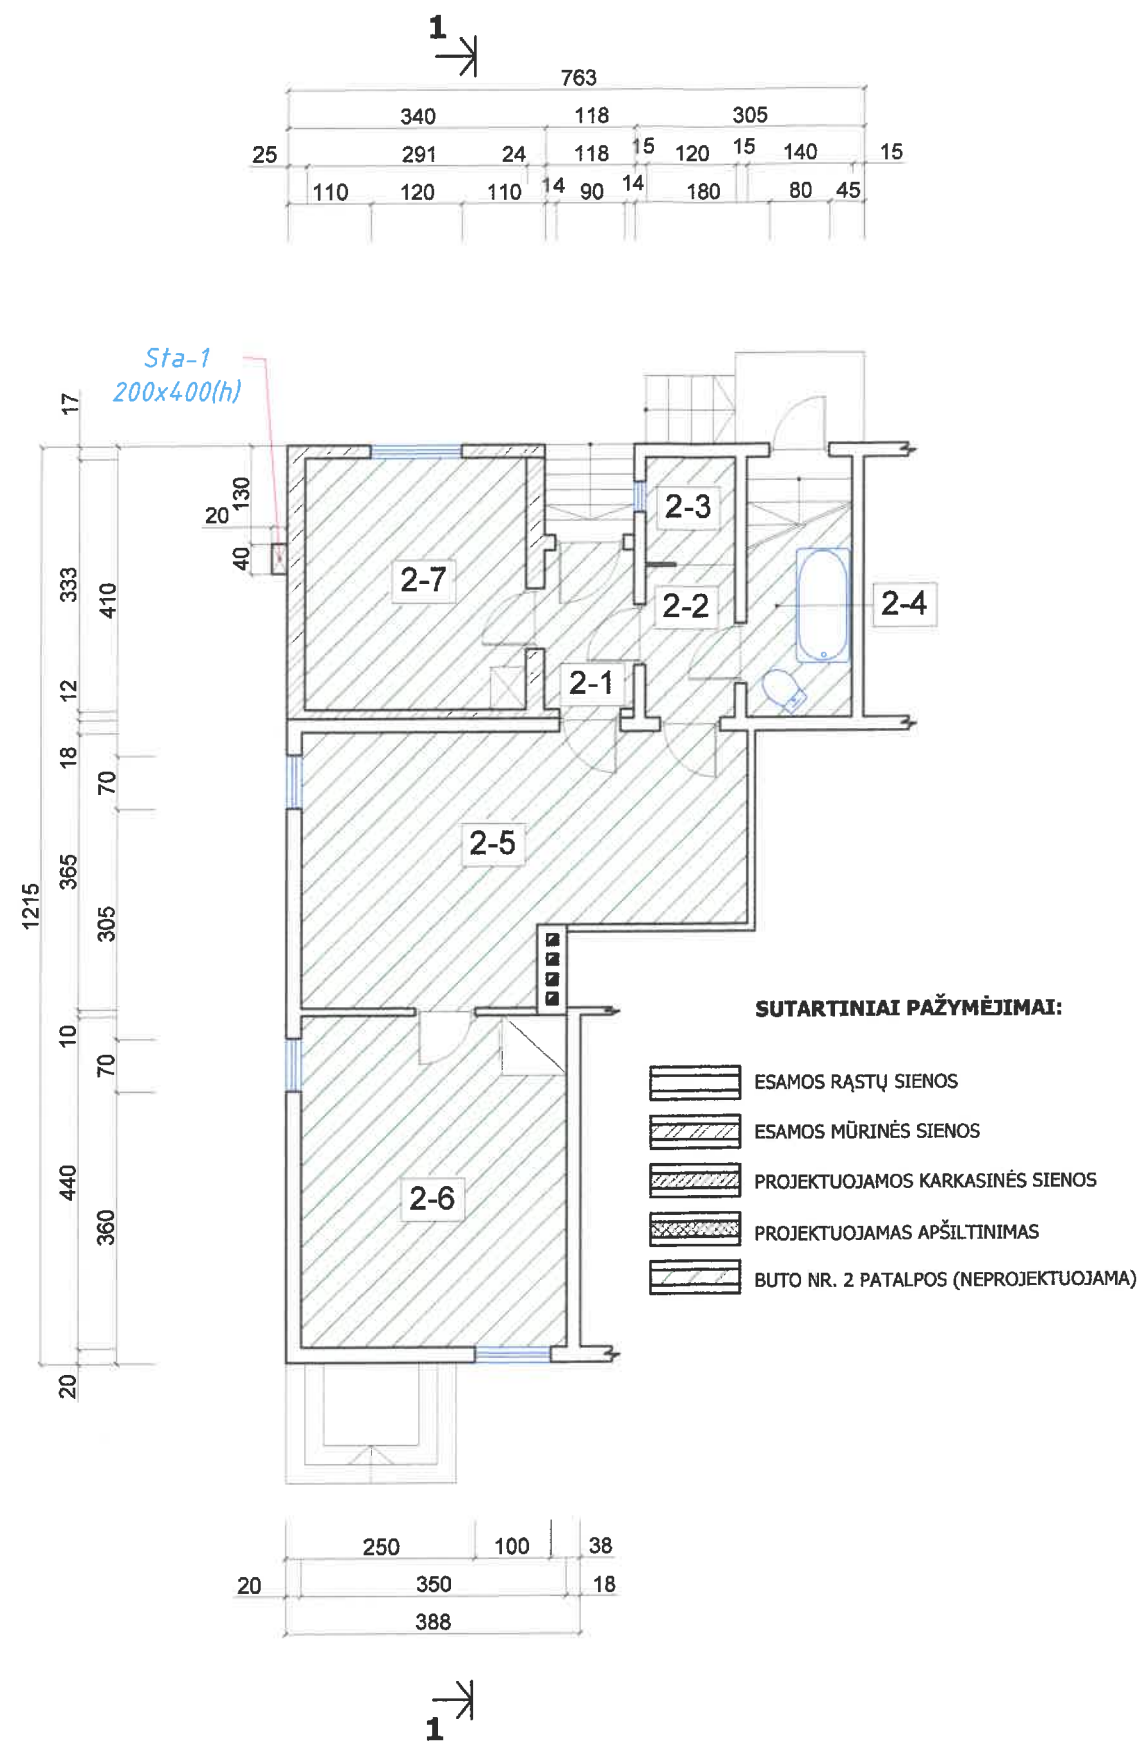 1
763
340 118 305
25 291 24 118 15 120 15 140 15
110 120 110 14 90 14 180 80 45
Sta-1
200x400(h)
17
130
20
40
333
410
12
18
70
365
1215
305
10
70
440
360
20
2-3
2-7
2-2
2-4
2-1
2-5
2-6
SUTARTINIAI PAŽYMĖJIMAI:
ESAMOS RĄSTŲ SIENOS
ESAMOS MŪRINĖS SIENOS
PROJEKTUOJAMOS KARKASINĖS SIENOS
PROJEKTUOJAMAS APŠILTINIMAS
BUTO NR. 2 PATALPOS (NEPROJEKTUOJAMA)
250 100 38
20 350 18
388
1